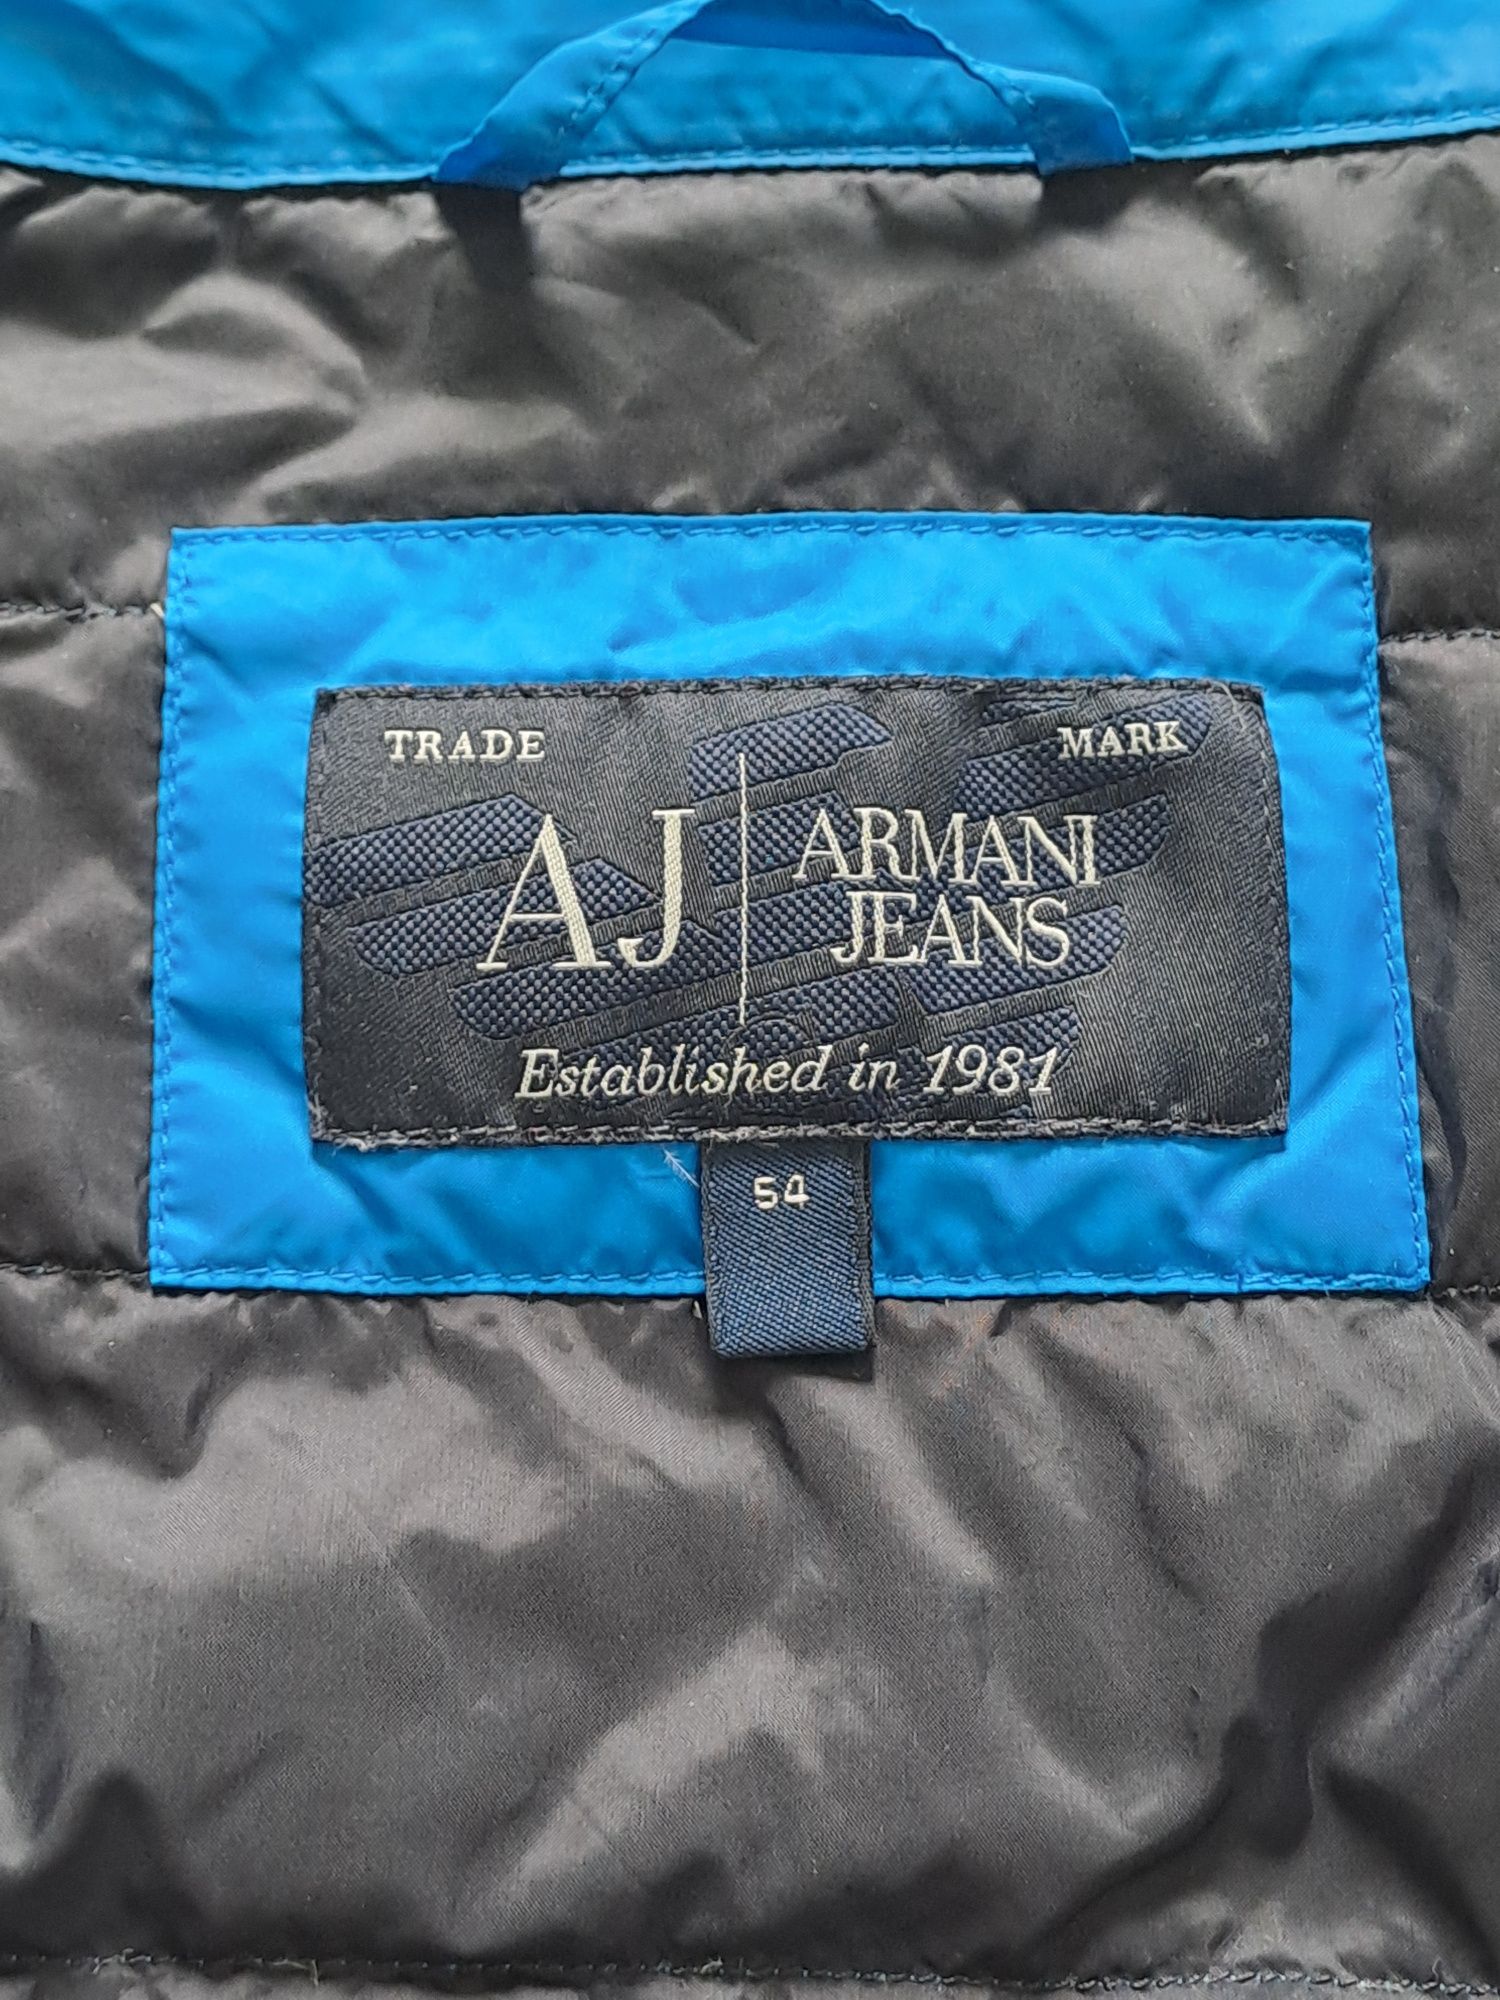 TRADE MARK
AJ
ARMANI
JEANS
Established in 1981
54